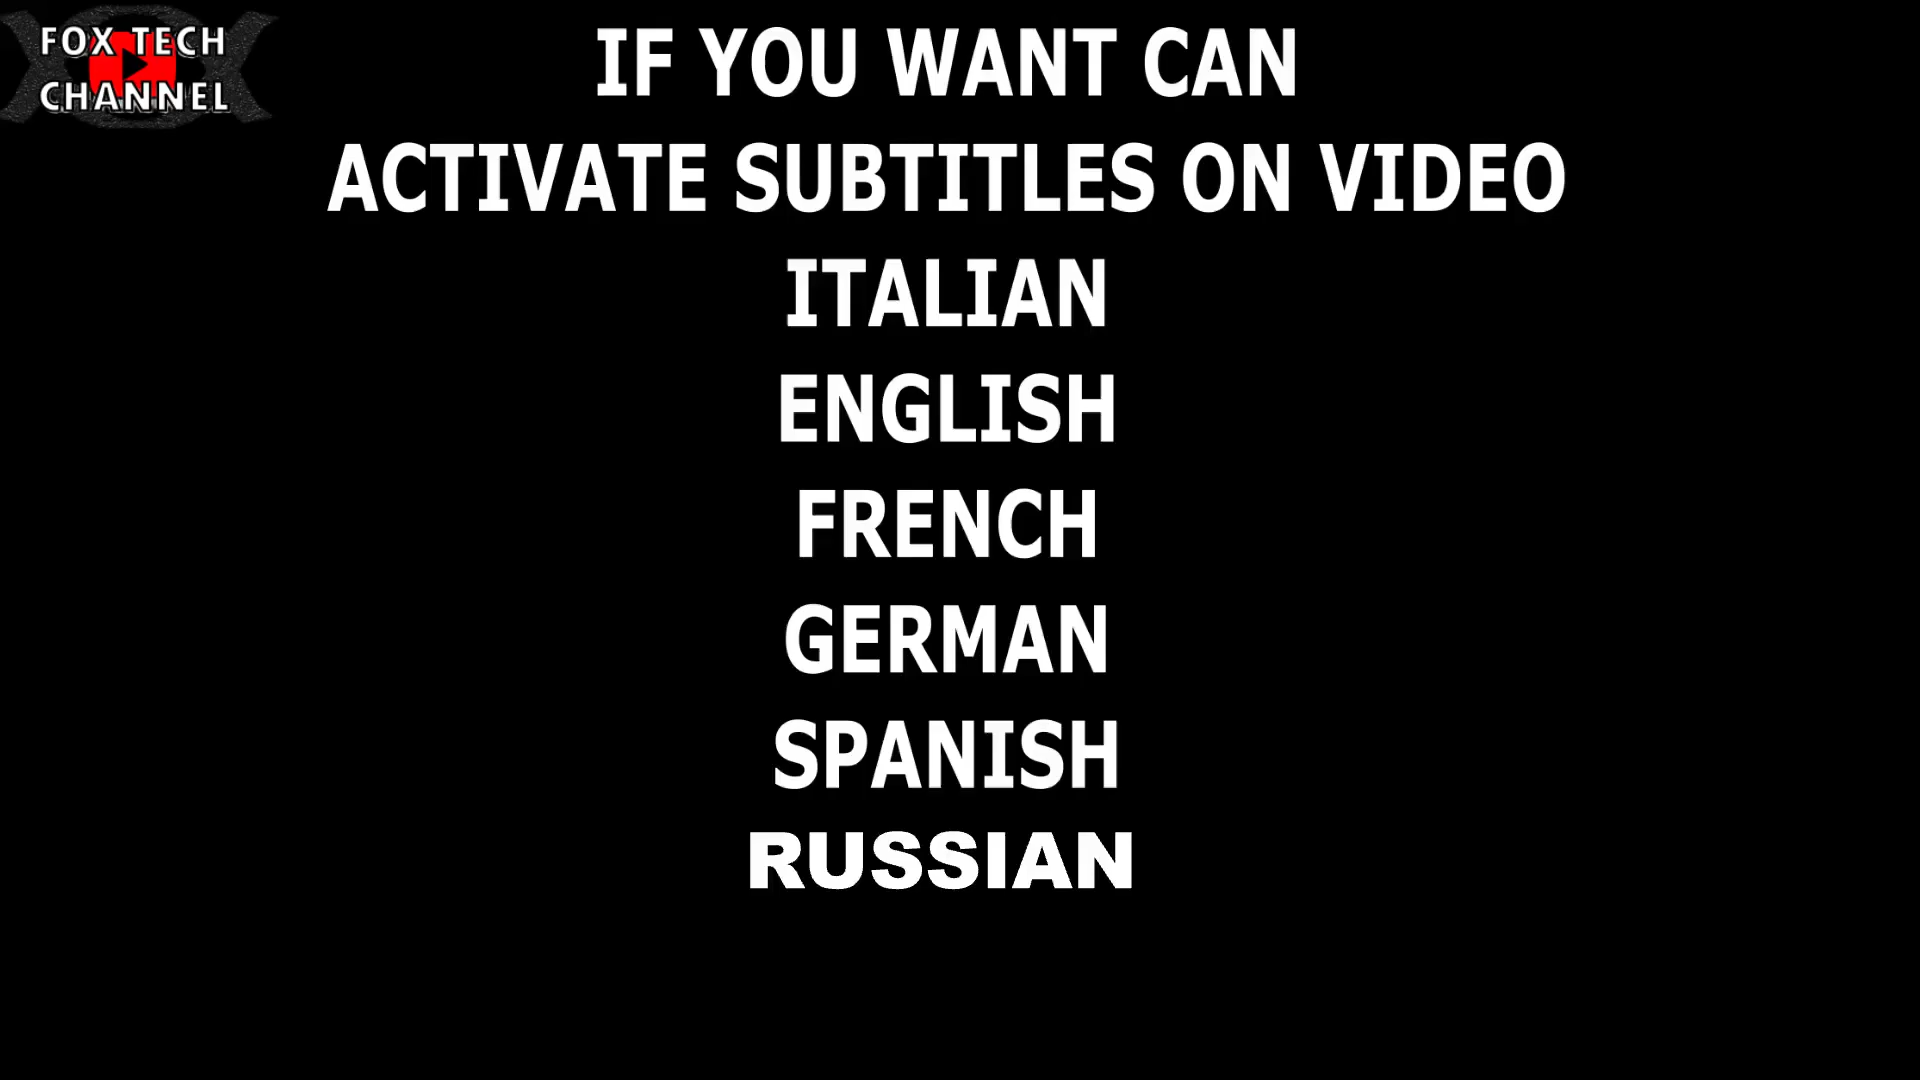 FOX TECH
CHANNEL
IF YOU WANT CAN
ACTIVATE SUBTITLES ON VIDEO
ITALIAN
ENGLISH
FRENCH
GERMAN
SPANISH
RUSSIAN